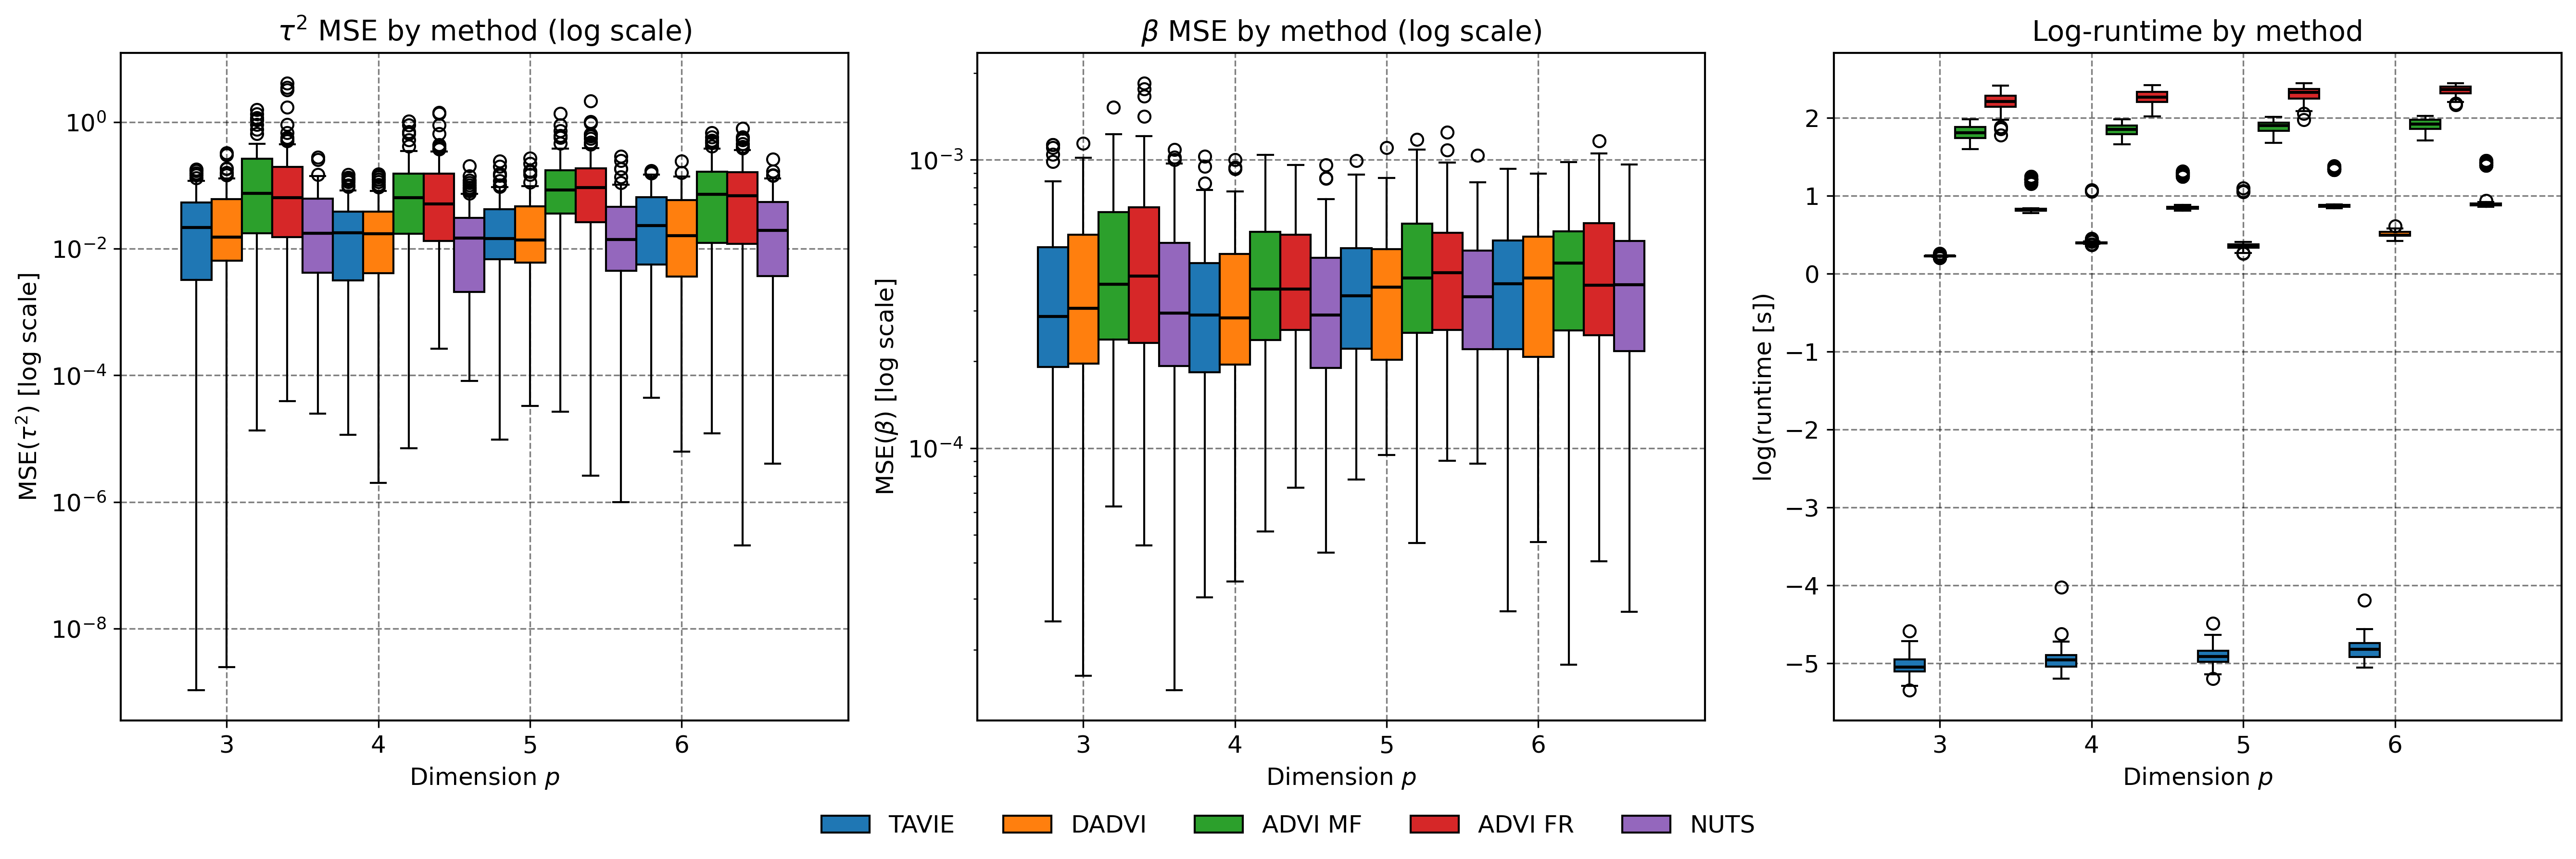 τ² MSE by method (log scale)
MSE(τ²) [log scale]
10⁰
10⁻²
10⁻⁴
10⁻⁶
10⁻⁸
3 4 5 6
Dimension p
β MSE by method (log scale)
MSE(β) [log scale]
10⁻³
10⁻⁴
3 4 5 6
Dimension p
Log-runtime by method
log(runtime [s])
2
1
0
−1
−2
−3
−4
−5
3 4 5 6
Dimension p
TAVIE DADVI ADVI MF ADVI FR NUTS